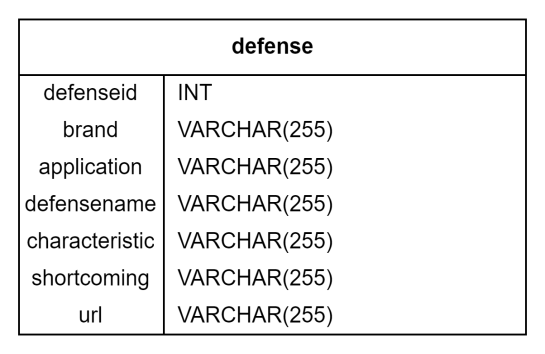 defense
defenseid INT
brand VARCHAR(255)
application VARCHAR(255)
defensename VARCHAR(255)
characteristic VARCHAR(255)
shortcoming VARCHAR(255)
url VARCHAR(255)